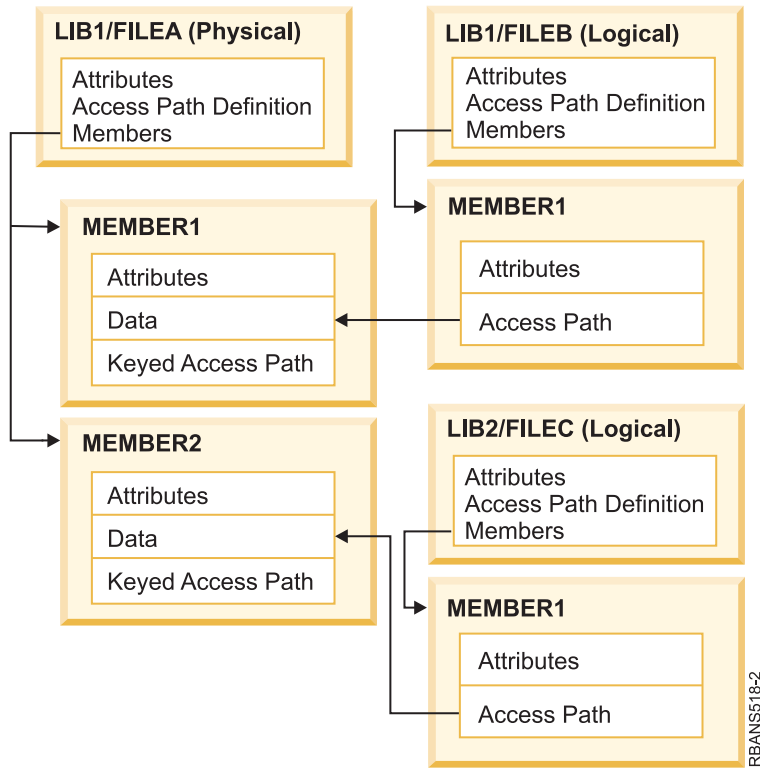 LIB1/FILEA (Physical)
Attributes
Access Path Definition
Members
MEMBER1
Attributes
Data
Keyed Access Path
MEMBER2
Attributes
Data
Keyed Access Path
LIB1/FILEB (Logical)
Attributes
Access Path Definition
Members
MEMBER1
Attributes
Access Path
LIB2/FILEC (Logical)
Attributes
Access Path Definition
Members
MEMBER1
Attributes
Access Path
RBANS518-2